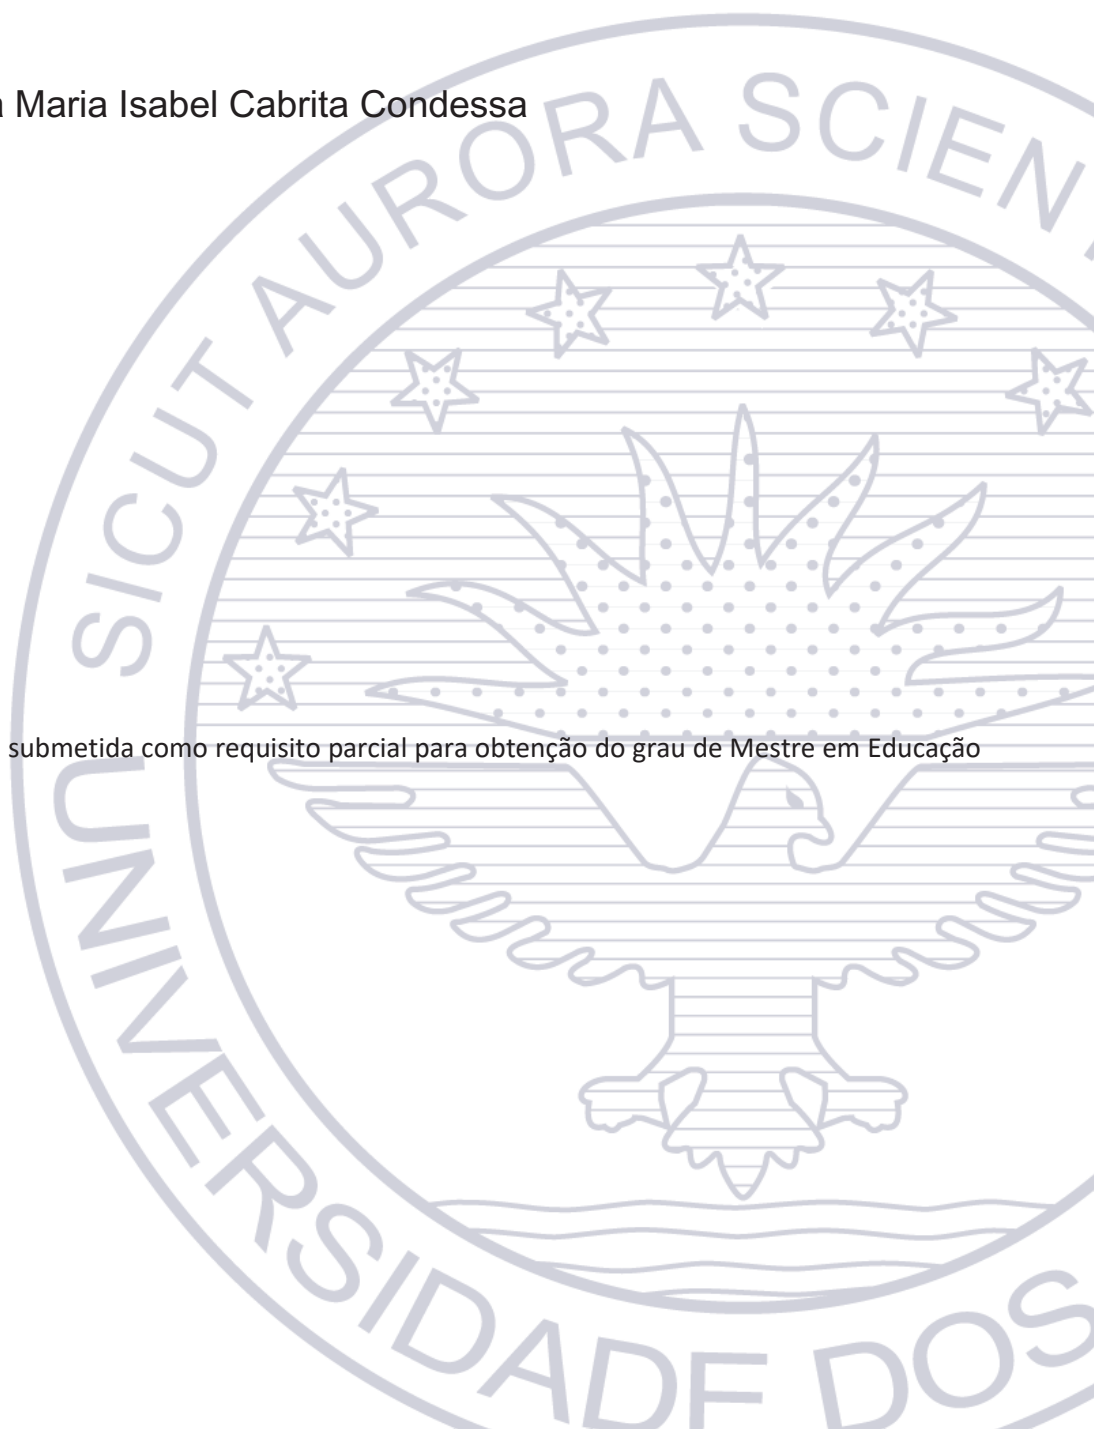 Maria Isabel Cabrita Condessa
submetida como requisito parcial para obtenção do grau de Mestre em Educação
SICUT AURORA SCIEN
UNIVERSIDADE DOS